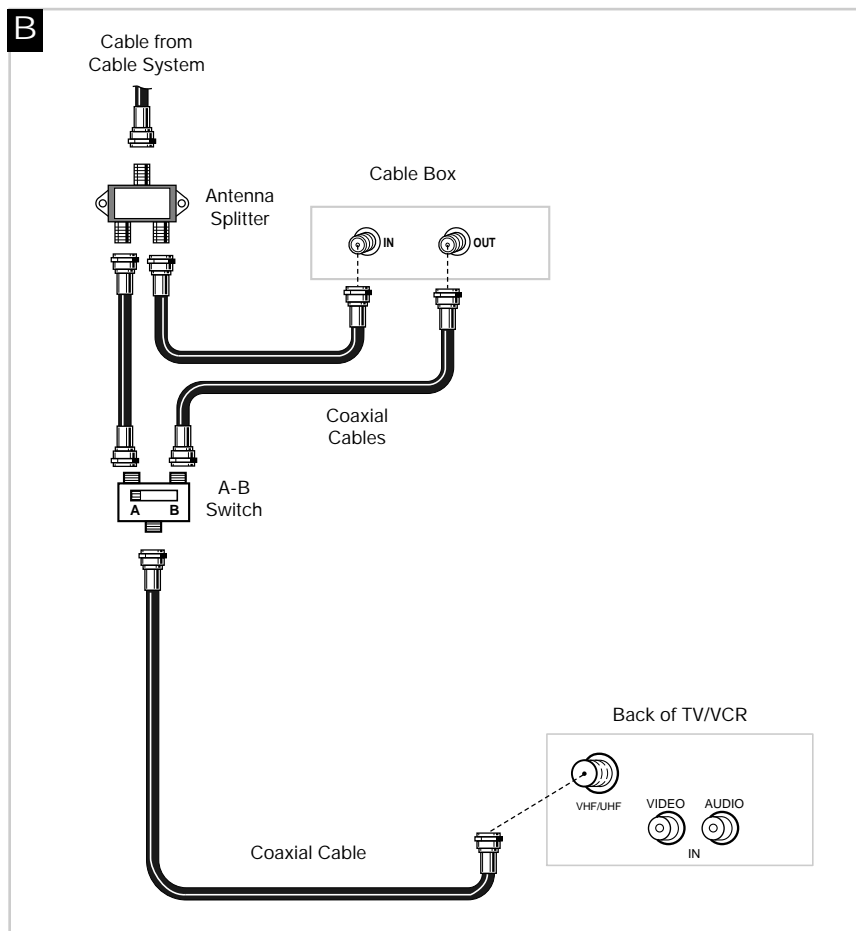 B
Cable from
Cable System
Antenna
Splitter
Cable Box
IN
OUT
Coaxial
Cables
A-B
Switch
A B
Back of TV/VCR
VHF/UHF
VIDEO AUDIO
IN
Coaxial Cable